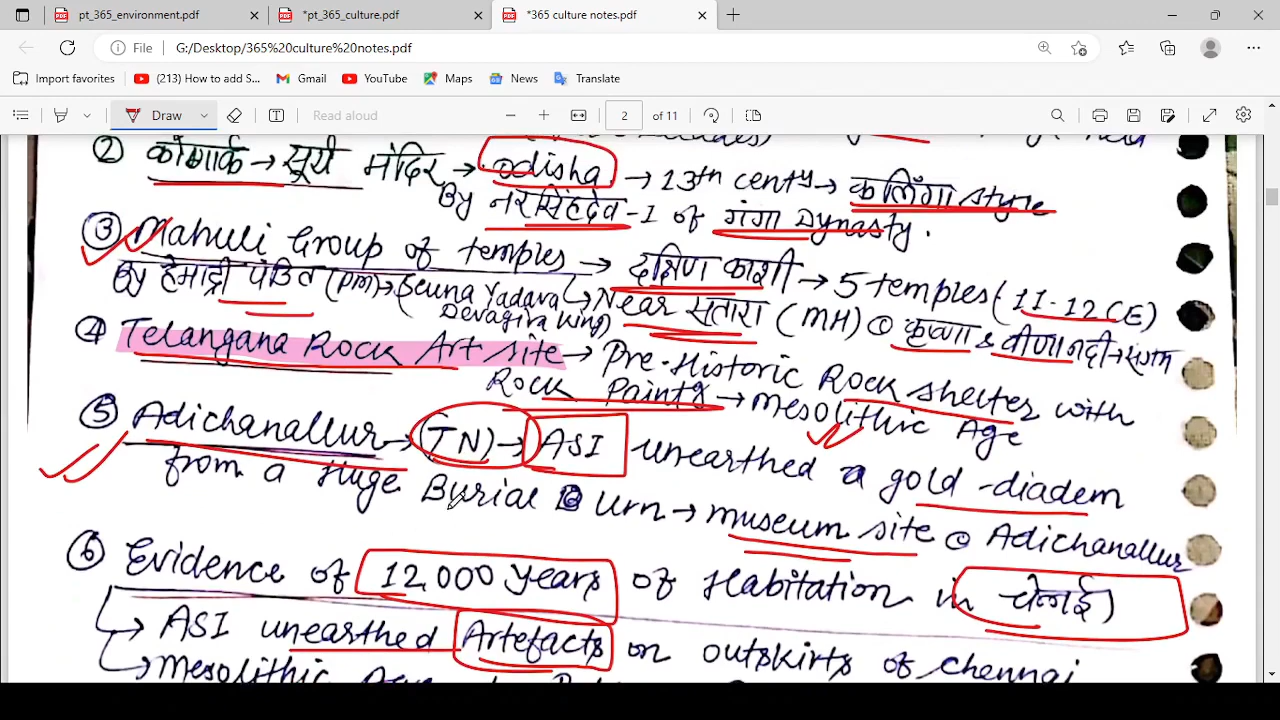 pt_365_environment.pdf
*pt_365_culture.pdf
*365 culture notes.pdf
File G:/Desktop/365%20culture%20notes.pdf
Import favorites (213) How to add S... Gmail YouTube Maps News Translate
Draw Read aloud 2 of 11
② कोणार्क → सूर्य मंदिर → odisha → 13th centy → कलिंगा style
By नरसिंहदेव -I of गंगा Dynasty.
③ Mahuli Group of temples → दक्षिण काशी → 5 temples (11-12 CE)
By हेमाद्री पंडित (PM) → (Seuna Yadava Devagira King) Near सतारा (MH) @ कृष्णा & वीणा नदी → संगम
④ Telangana Rock Art site → Pre-Historic Rock shelter with
Rock Paintg → mesolithic Age
⑤ Adichanallur → (TN) → ASI unearthed a gold-diadem
from a Huge Burial Urn → museum site @ Adichanallur
⑥ Evidence of 12,000 Years of Habitation in चेन्नई
→ ASI unearthed Artefacts on outskirts of chennai
→ Mesolithic